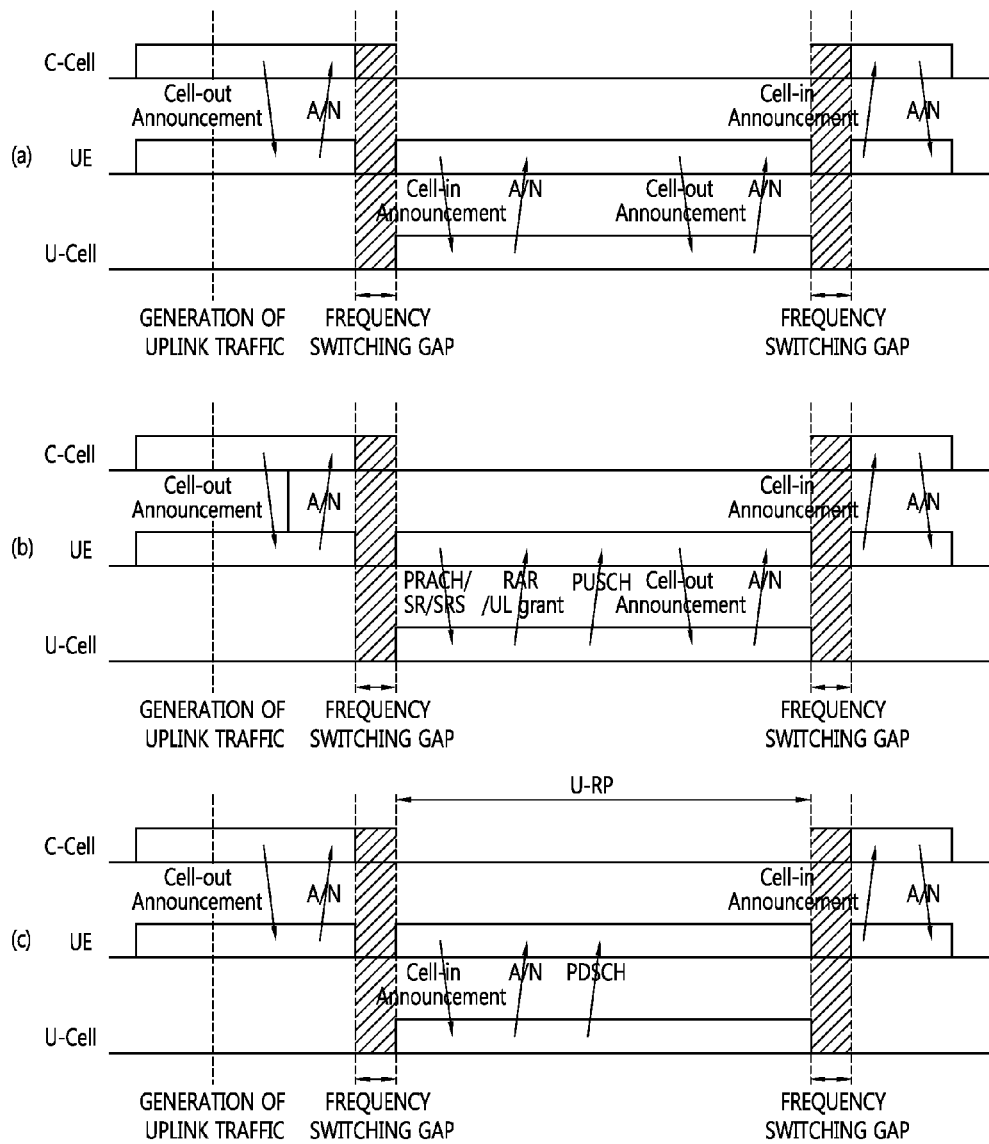 C-Cell
Cell-out
Announcement
A/N
Cell-in
Announcement
A/N
(a)
UE
Cell-in
Announcement
A/N
Cell-out
Announcement
A/N
U-Cell
GENERATION OF
UPLINK TRAFFIC
FREQUENCY
SWITCHING GAP
FREQUENCY
SWITCHING GAP
C-Cell
Cell-out
Announcement
A/N
Cell-in
Announcement
A/N
(b)
UE
PRACH/
SR/SRS
RAR
/UL grant
PUSCH
Cell-out
Announcement
A/N
U-Cell
GENERATION OF
UPLINK TRAFFIC
FREQUENCY
SWITCHING GAP
FREQUENCY
SWITCHING GAP
U-RP
C-Cell
Cell-out
Announcement
A/N
Cell-in
Announcement
A/N
(c)
UE
Cell-in
Announcement
A/N
PDSCH
U-Cell
GENERATION OF
UPLINK TRAFFIC
FREQUENCY
SWITCHING GAP
FREQUENCY
SWITCHING GAP